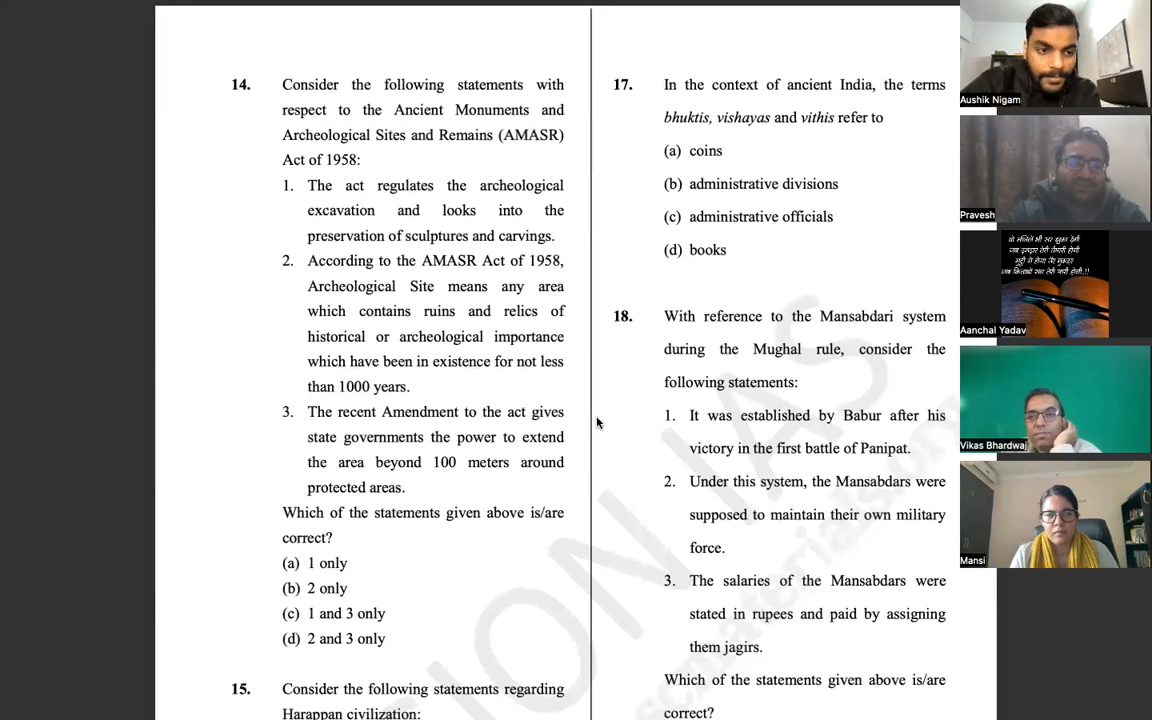 14. Consider the following statements with
respect to the Ancient Monuments and
Archeological Sites and Remains (AMASR)
Act of 1958:
1. The act regulates the archeological
excavation and looks into the
preservation of sculptures and carvings.
2. According to the AMASR Act of 1958,
Archeological Site means any area
which contains ruins and relics of
historical or archeological importance
which have been in existence for not less
than 1000 years.
3. The recent Amendment to the act gives
state governments the power to extend
the area beyond 100 meters around
protected areas.
Which of the statements given above is/are
correct?
(a) 1 only
(b) 2 only
(c) 1 and 3 only
(d) 2 and 3 only
15. Consider the following statements regarding
Harappan civilization:
17. In the context of ancient India, the terms
bhuktis, vishayas and vithis refer to
(a) coins
(b) administrative divisions
(c) administrative officials
(d) books
18. With reference to the Mansabdari system
during the Mughal rule, consider the
following statements:
1. It was established by Babur after his
victory in the first battle of Panipat.
2. Under this system, the Mansabdars were
supposed to maintain their own military
force.
3. The salaries of the Mansabdars were
stated in rupees and paid by assigning
them jagirs.
Which of the statements given above is/are
correct?
ION IAS
Aushik Nigam
Pravesh
जब किताबों संग तेरी यारी होगी.!!
Aanchal Yadav
Vikas Bhardwaj
Mansi